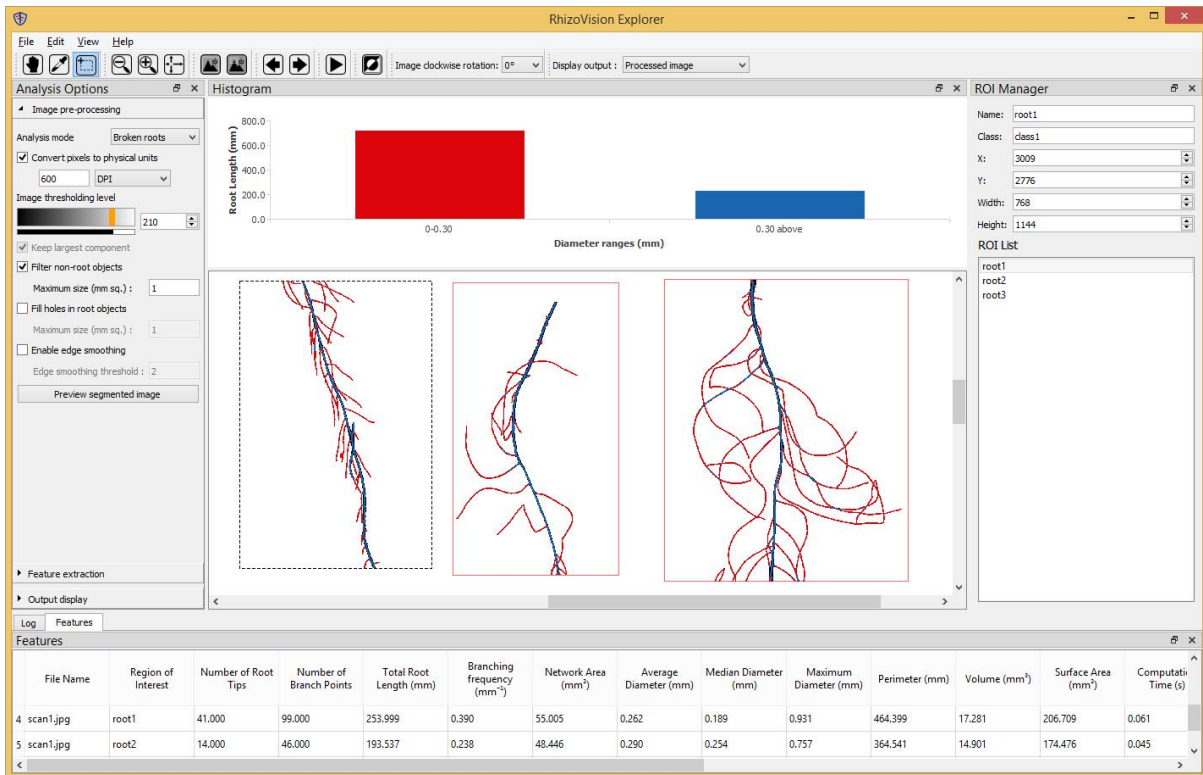 RhizoVision Explorer
File Edit View Help
Image clockwise rotation: 0° Display output : Processed image
Analysis Options
Image pre-processing
Analysis mode Broken roots
Convert pixels to physical units
600 DPI
Image thresholding level
210
Keep largest component
Filter non-root objects
Maximum size (mm sq.) : 1
Fill holes in root objects
Maximum size (mm sq.) : 1
Enable edge smoothing
Edge smoothing threshold : 2
Preview segmented image
Feature extraction
Output display
Histogram
Root Length (mm)
800.0
600.0
400.0
200.0
0.0
0-0.30 0.30 above
Diameter ranges (mm)
ROI Manager
Name: root1
Class: class1
X: 3009
Y: 2776
Width: 768
Height: 1144
ROI List
root1
root2
root3
Log Features
Features
File Name Region of Interest Number of Root Tips Number of Branch Points Total Root Length (mm) Branching frequency (mm⁻¹) Network Area (mm²) Average Diameter (mm) Median Diameter (mm) Maximum Diameter (mm) Perimeter (mm) Volume (mm³) Surface Area (mm²) Computati Time (s)
4 scan1.jpg root1 41.000 99.000 253.999 0.390 55.005 0.262 0.189 0.931 464.399 17.281 206.709 0.061
5 scan1.jpg root2 14.000 46.000 193.537 0.238 48.446 0.290 0.254 0.757 364.541 14.901 174.476 0.045